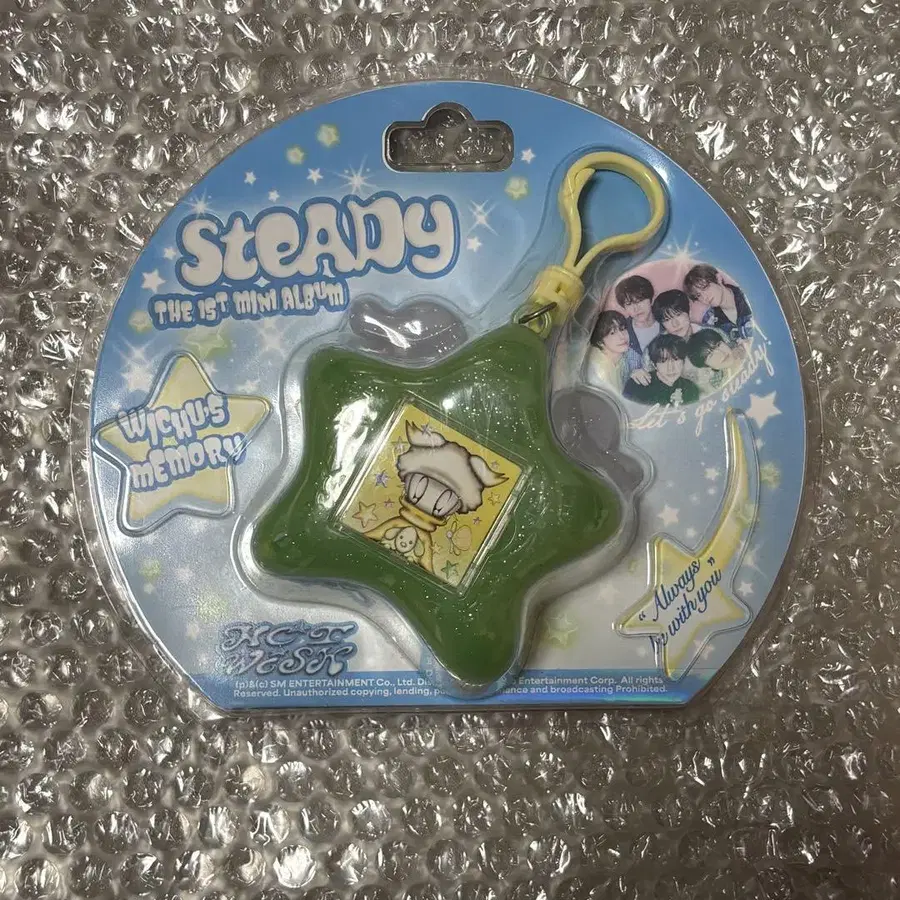 Steady
THE 1ST MINI ALBUM
WICHU'S
MEMORY
Let's go steady!
"Always
be with you"
NCT
WISH
(p)&(c) SM ENTERTAINMENT Co., Ltd. Entertainment Corp. All rights
Reserved. Unauthorized copying, lending, and broadcasting Prohibited.